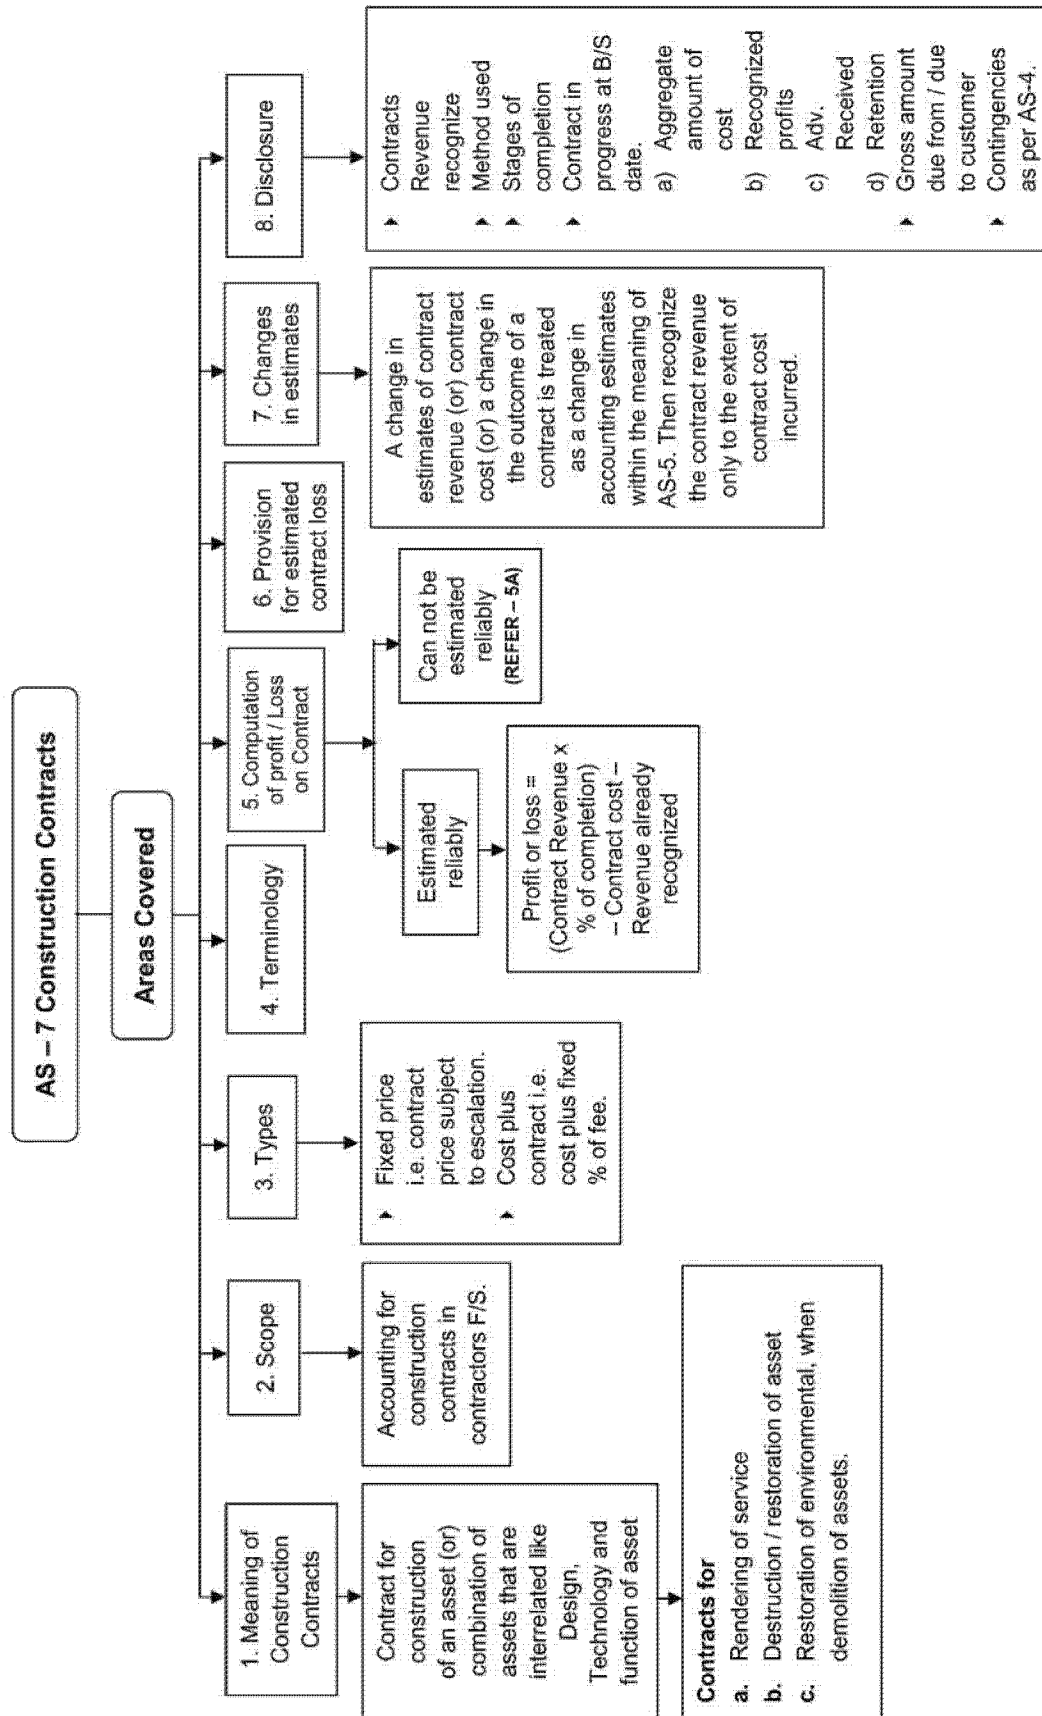 AS – 7 Construction Contracts
Areas Covered
1. Meaning of
Construction
Contracts
Contract for
construction
of an asset (or)
combination of
assets that are
interrelated like
Design,
Technology and
function of asset
Contracts for
a. Rendering of service
b. Destruction / restoration of asset
c. Restoration of environmental, when
demolition of assets.
2. Scope
Accounting for
construction
contracts in
contractors F/S.
3. Types
Fixed price
i.e. contract
price subject
to escalation.
Cost plus
contract i.e.
cost plus fixed
% of fee.
4. Terminology
5. Computation
of profit / Loss
on Contract
Estimated
reliably
Profit or loss =
(Contract Revenue x
% of completion)
– Contract cost –
Revenue already
recognized
Can not be
estimated
reliably
(REFER – 5A)
6. Provision
for estimated
contract loss
7. Changes
in estimates
A change in
estimates of contract
revenue (or) contract
cost (or) a change in
the outcome of a
contract is treated
as a change in
accounting estimates
within the meaning of
AS-5. Then recognize
the contract revenue
only to the extent of
contract cost
incurred.
8. Disclosure
Contracts
Revenue
recognize
Method used
Stages of
completion
Contract in
progress at B/S
date.
a) Aggregate
amount of
cost
b) Recognized
profits
c) Adv.
Received
d) Retention
Gross amount
due from / due
to customer
Contingencies
as per AS-4.